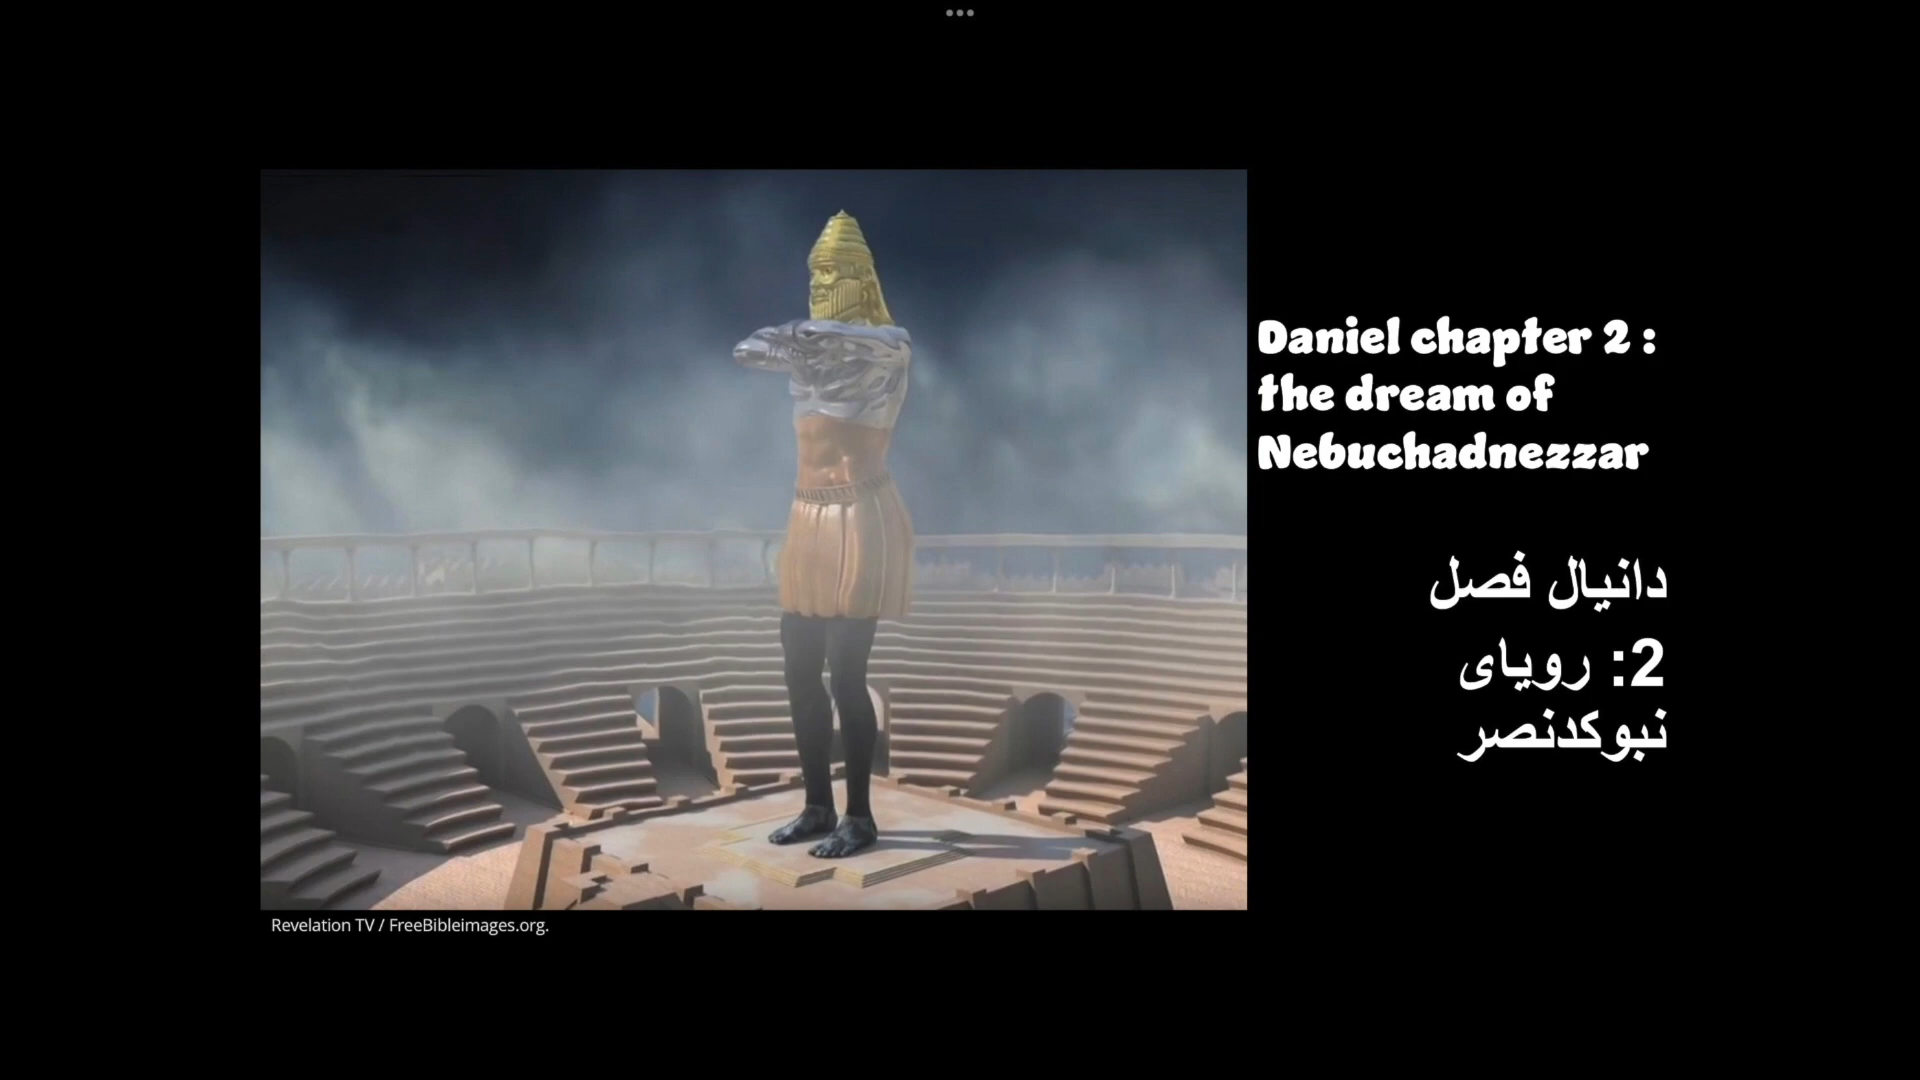 Daniel chapter 2 :
the dream of
Nebuchadnezzar
دانیال فصل
2: رویای
نبوکدنصر
Revelation TV / FreeBibleimages.org.